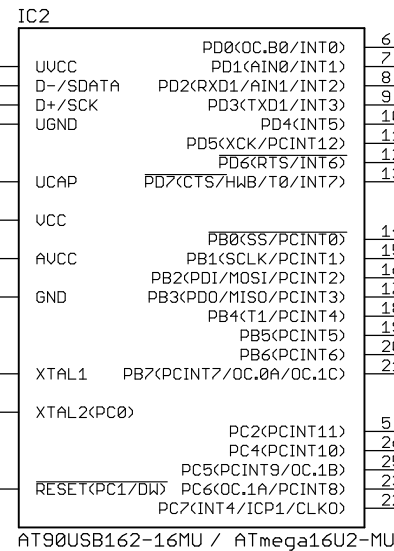 IC2
PD0(OC.B0/INT0) 6
UVCC PD1(AIN0/INT1) 7
D-/SDATA PD2(RXD1/AIN1/INT2) 8
D+/SCK PD3(TXD1/INT3) 9
UGND PD4(INT5)
PD5(XCK/PCINT12)
PD6(RTS/INT6)
UCAP PD7(CTS/HWB/T0/INT7)
VCC
PB0(SS/PCINT0)
AVCC PB1(SCLK/PCINT1)
PB2(PDI/MOSI/PCINT2)
GND PB3(PDO/MISO/PCINT3)
PB4(T1/PCINT4)
PB5(PCINT5)
PB6(PCINT6)
XTAL1 PB7(PCINT7/OC.0A/OC.1C)
XTAL2(PC0)
PC2(PCINT11) 5
PC4(PCINT10)
PC5(PCINT9/OC.1B)
RESET(PC1/DW) PC6(OC.1A/PCINT8)
PC7(INT4/ICP1/CLKO)
AT90USB162-16MU / ATmega16U2-MU